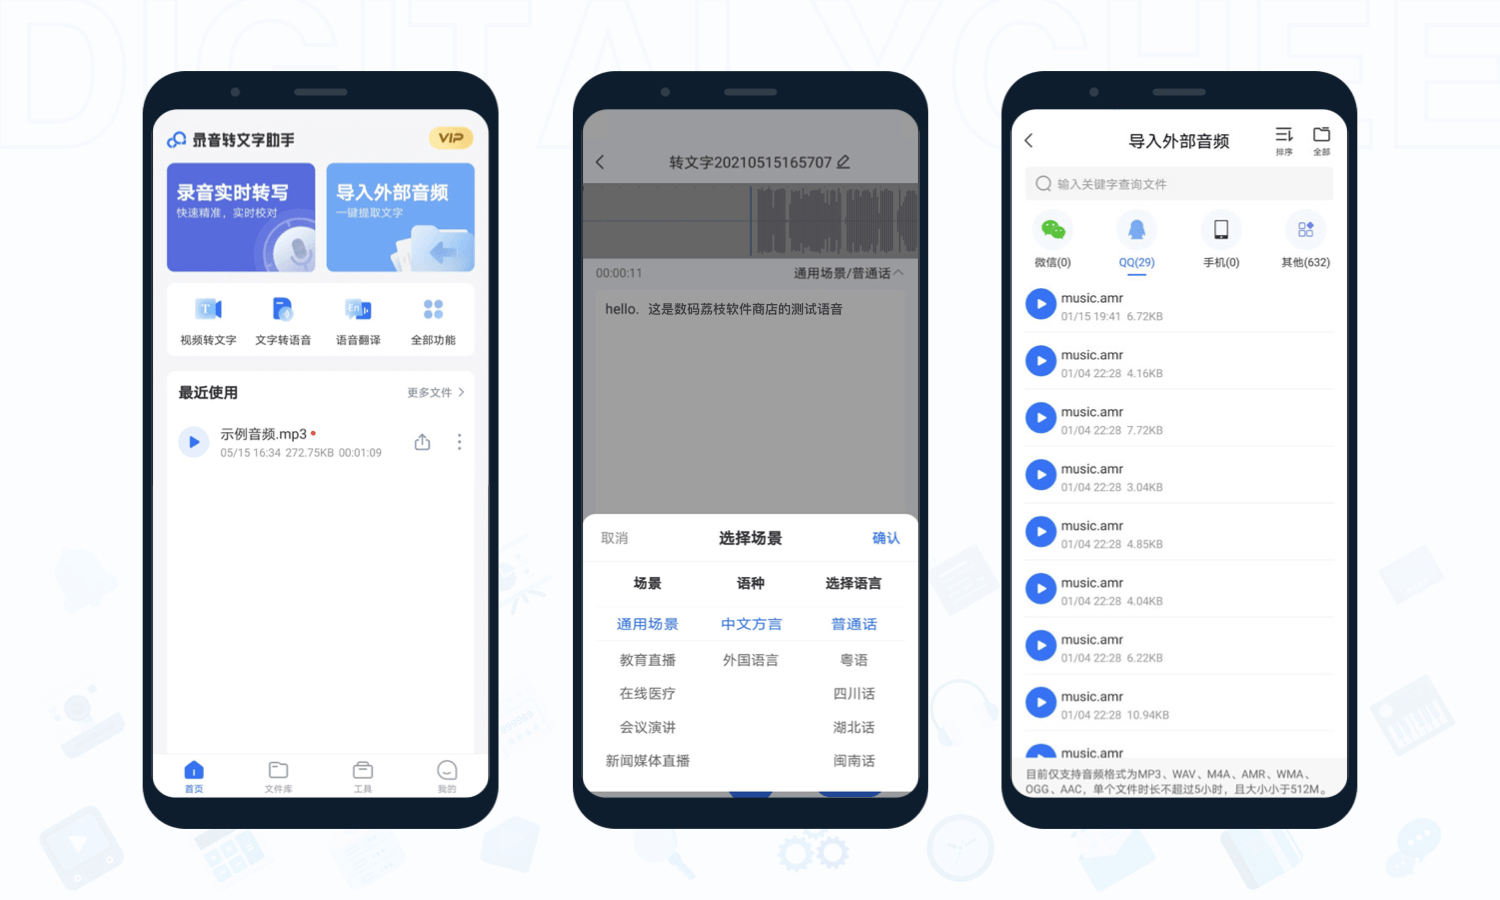 DIGITALYCHEE
录音转文字助手
VIP
录音实时转写
快速精准，实时校对
导入外部音频
一键提取文字
T
视频转文字
文字转语音
En
语音翻译
全部功能
最近使用
更多文件
示例音频.mp3
05/15 16:34 272.75KB 00:01:09
首页
文件库
工具
我的
转文字20210515165707
00:00:11
通用场景/普通话
hello. 这是数码荔枝软件商店的测试语音
取消
选择场景
确认
场景
语种
选择语言
通用场景
中文方言
普通话
教育直播
外国语言
粤语
在线医疗
四川话
会议演讲
湖北话
新闻媒体直播
闽南话
导入外部音频
排序
全部
输入关键字查询文件
微信(0)
QQ(29)
手机(0)
其他(632)
music.amr
01/15 19:41 6.72KB
music.amr
01/04 22:28 4.16KB
music.amr
01/04 22:28 7.72KB
music.amr
01/04 22:28 3.04KB
music.amr
01/04 22:28 4.85KB
music.amr
01/04 22:28 4.04KB
music.amr
01/04 22:28 6.22KB
music.amr
01/04 22:28 10.94KB
music.amr
目前仅支持音频格式为MP3、WAV、M4A、AMR、WMA、
OGG、AAC，单个文件时长不超过5小时，且大小小于512M。